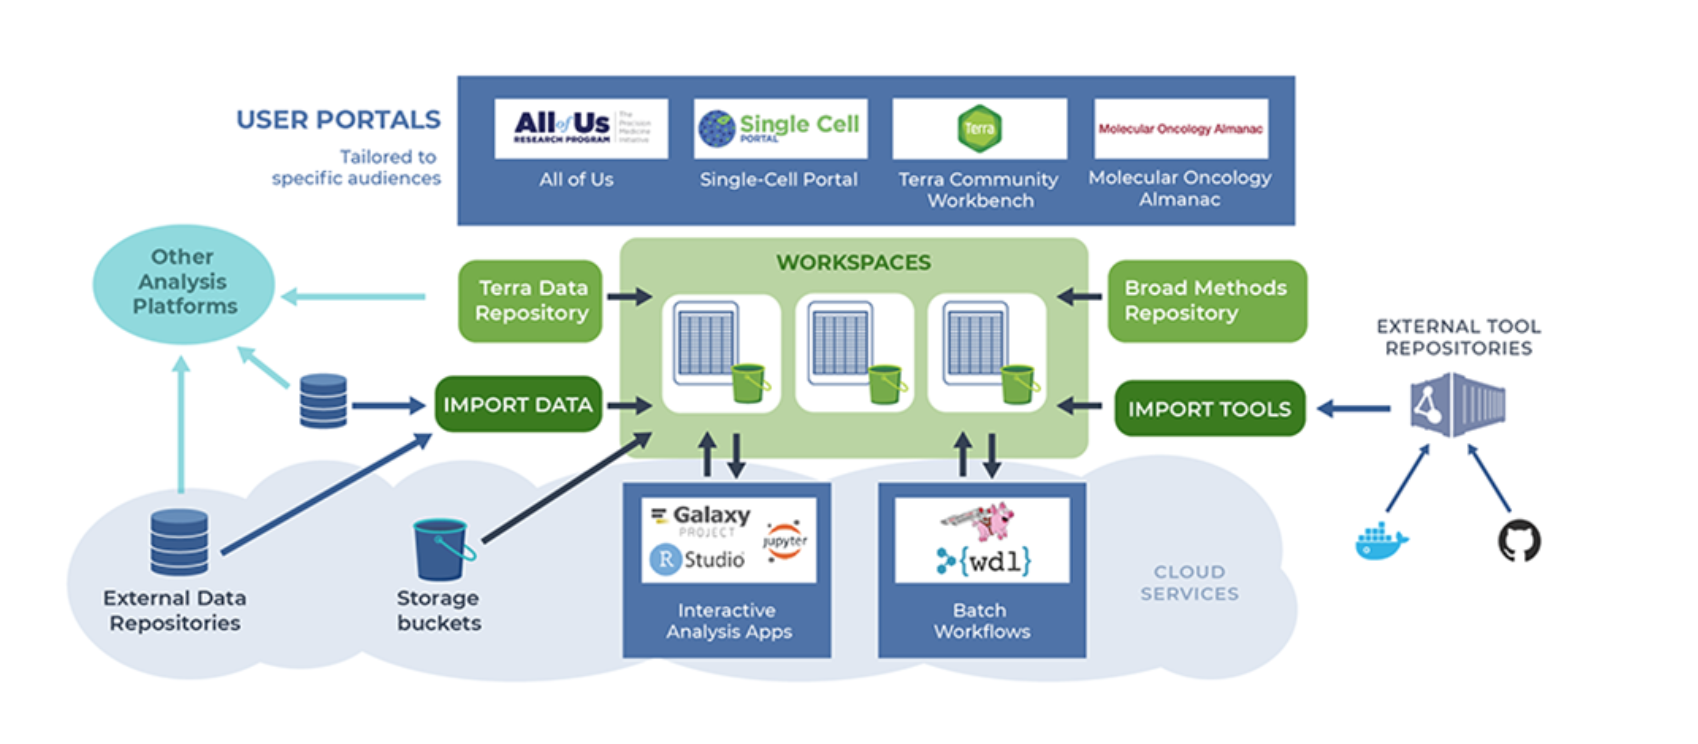 USER PORTALS
Tailored to
specific audiences
All of Us
RESEARCH PROGRAM
The
Precision
Medicine
Initiative
All of Us
Single Cell
PORTAL
Single-Cell Portal
Terra
Terra Community
Workbench
Molecular Oncology Almanac
Molecular Oncology
Almanac
Other
Analysis
Platforms
Terra Data
Repository
WORKSPACES
Broad Methods
Repository
EXTERNAL TOOL
REPOSITORIES
IMPORT DATA
IMPORT TOOLS
External Data
Repositories
Storage
buckets
Galaxy
PROJECT
R Studio
jupyter
Interactive
Analysis Apps
{wdl}
Batch
Workflows
CLOUD
SERVICES